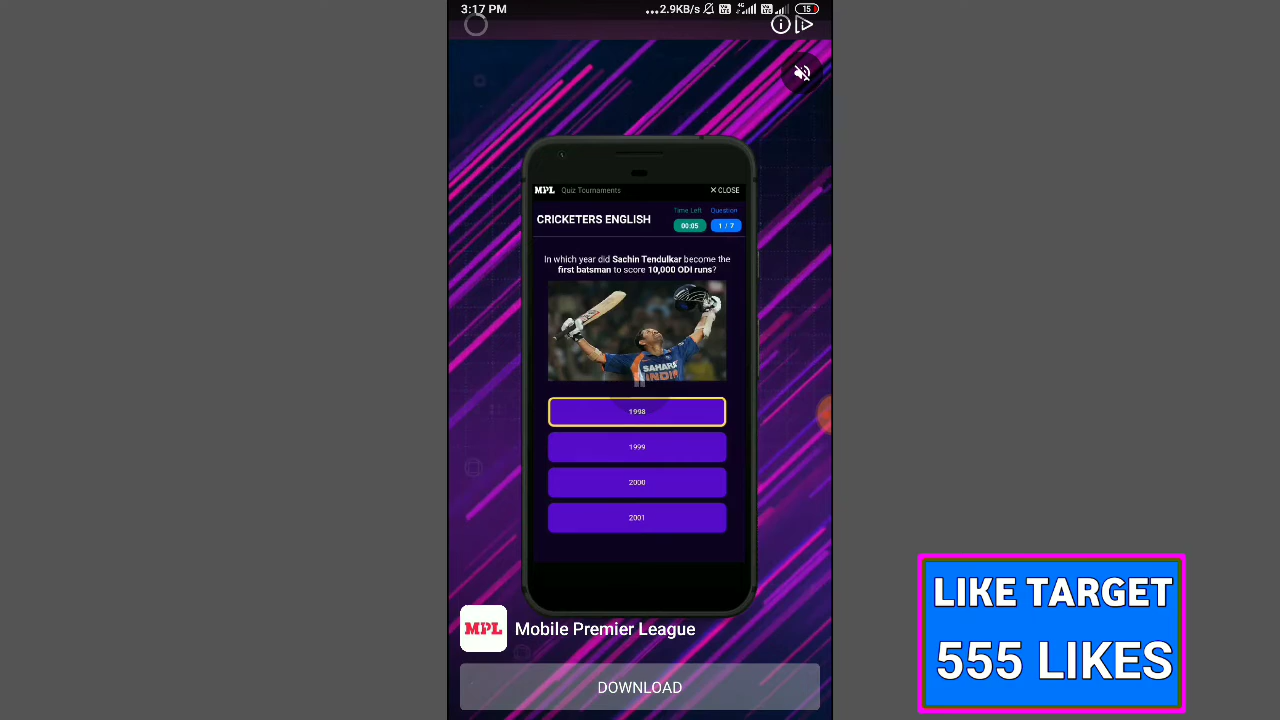 3:17 PM ...2.9KB/s 4G 15
MPL Quiz Tournaments X CLOSE
CRICKETERS ENGLISH
Time Left Question
00:05 1 / 7
In which year did Sachin Tendulkar become the
first batsman to score 10,000 ODI runs?
SAHARA
INDIA
1998
1999
2000
2001
MPL Mobile Premier League
DOWNLOAD
LIKE TARGET
555 LIKES